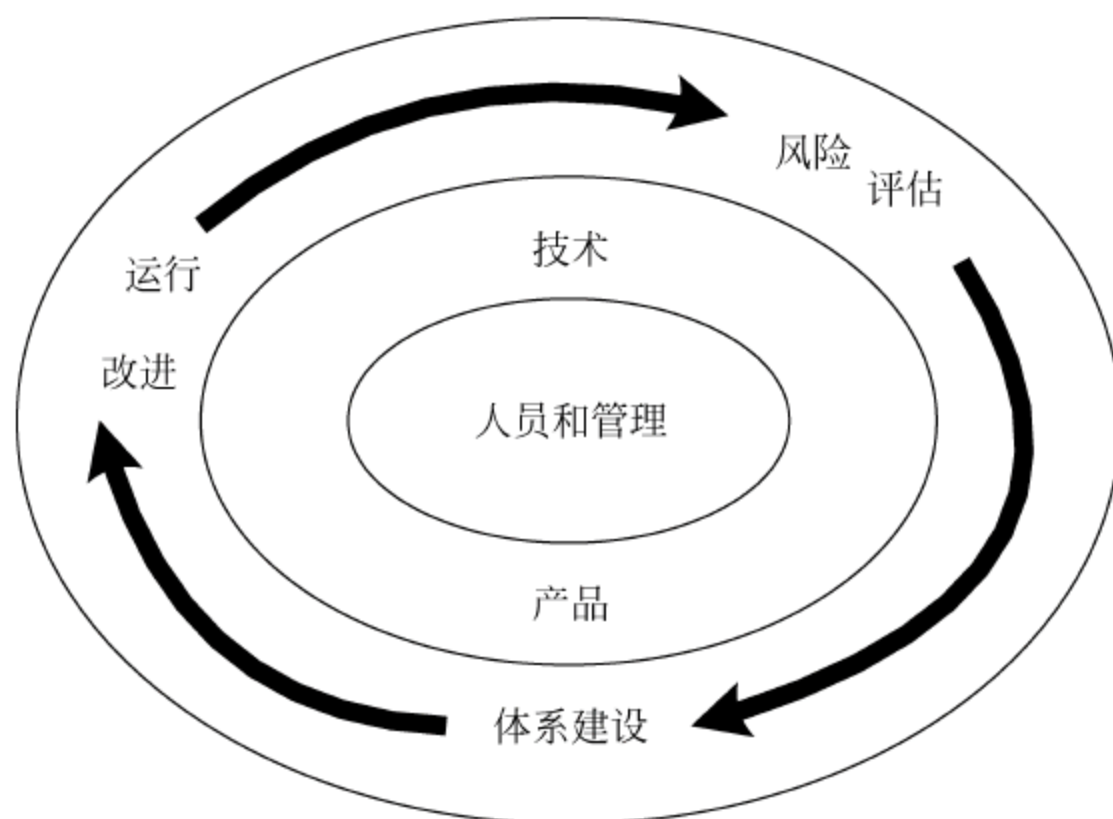 风险
评估
技术
运行
改进
人员和管理
产品
体系建设